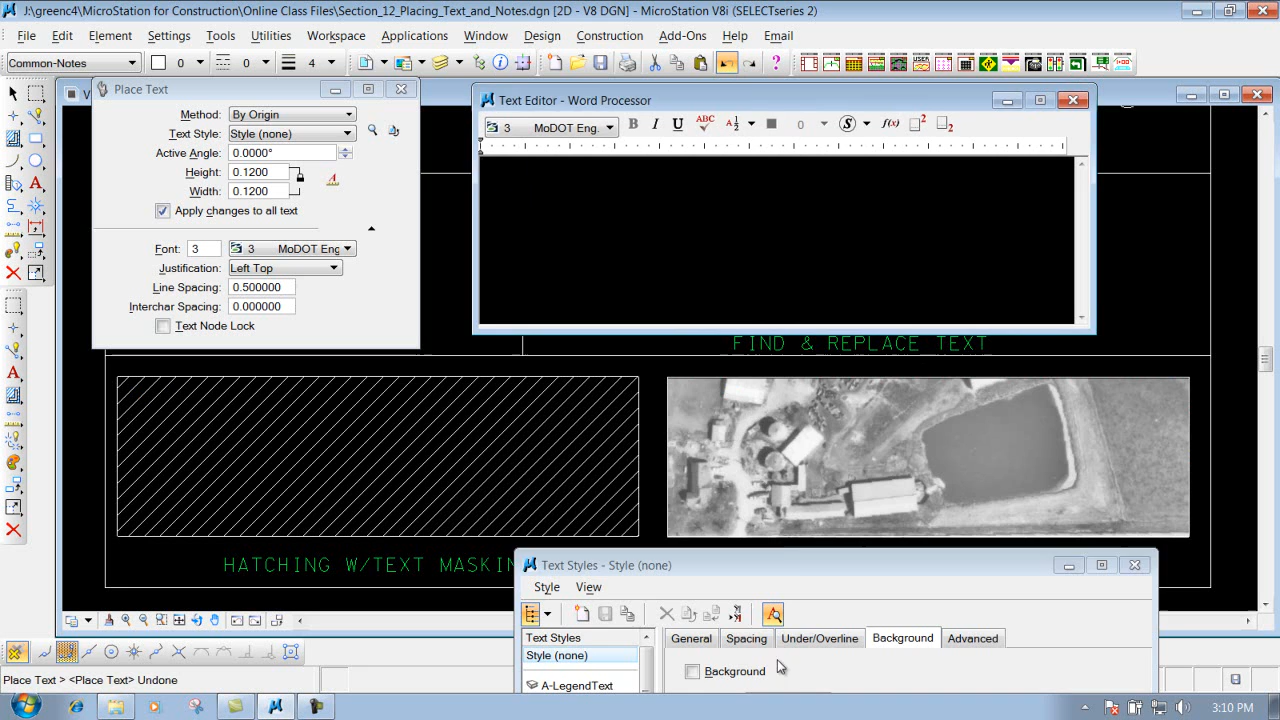 J:\greenc4\MicroStation for Construction\Online Class Files\Section_12_Placing_Text_and_Notes.dgn [2D - V8 DGN] - MicroStation V8i (SELECTseries 2)
File Edit Element Settings Tools Utilities Workspace Applications Window Design Construction Add-Ons Help Email
Common-Notes 0 0 1
Place Text
Method: By Origin
Text Style: Style (none)
Active Angle: 0.0000°
Height: 0.1200
Width: 0.1200
Apply changes to all text
Font: 3 3 MoDOT Eng
Justification: Left Top
Line Spacing: 0.500000
Interchar Spacing: 0.000000
Text Node Lock
Text Editor - Word Processor
3 MoDOT Eng. B I U ABC 0 S f(x)
FIND & REPLACE TEXT
HATCHING W/TEXT MASKIN
Text Styles - Style (none)
Style View
Text Styles
Style (none)
A-LegendText
General Spacing Under/Overline Background Advanced
Background
Place Text > <Place Text> Undone
3:10 PM